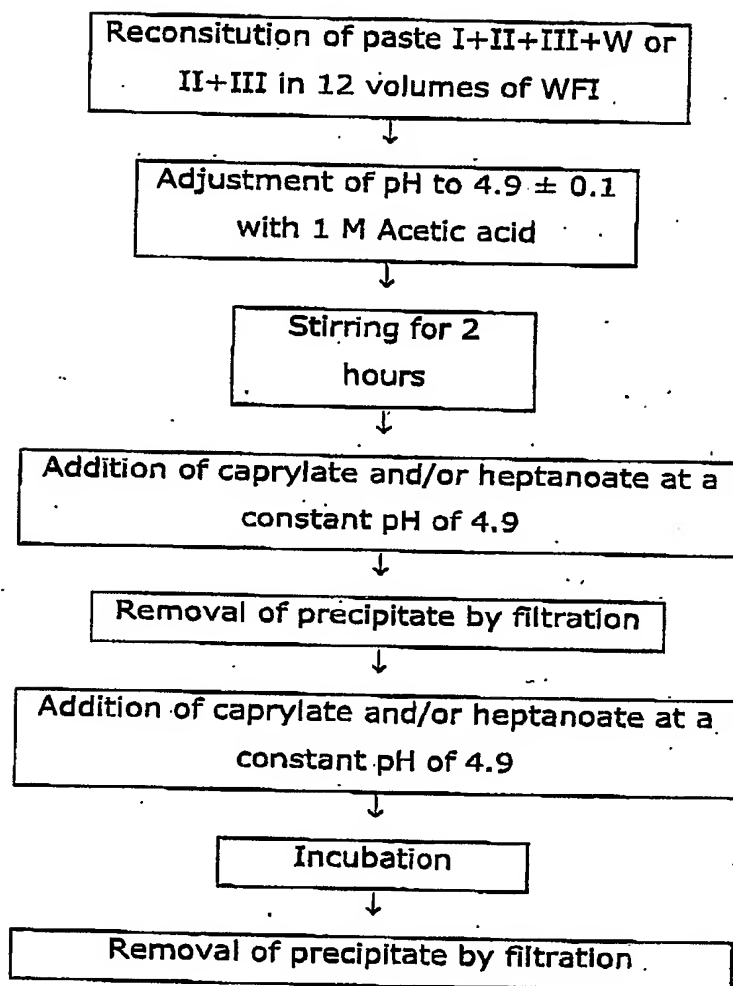 Reconsitution of paste I+II+III+W or
II+III in 12 volumes of WFI
↓
Adjustment of pH to 4.9 ± 0.1
with 1 M Acetic acid
↓
Stirring for 2
hours
↓
Addition of caprylate and/or heptanoate at a
constant pH of 4.9
↓
Removal of precipitate by filtration
↓
Addition of caprylate and/or heptanoate at a
constant pH of 4.9
↓
Incubation
↓
Removal of precipitate by filtration